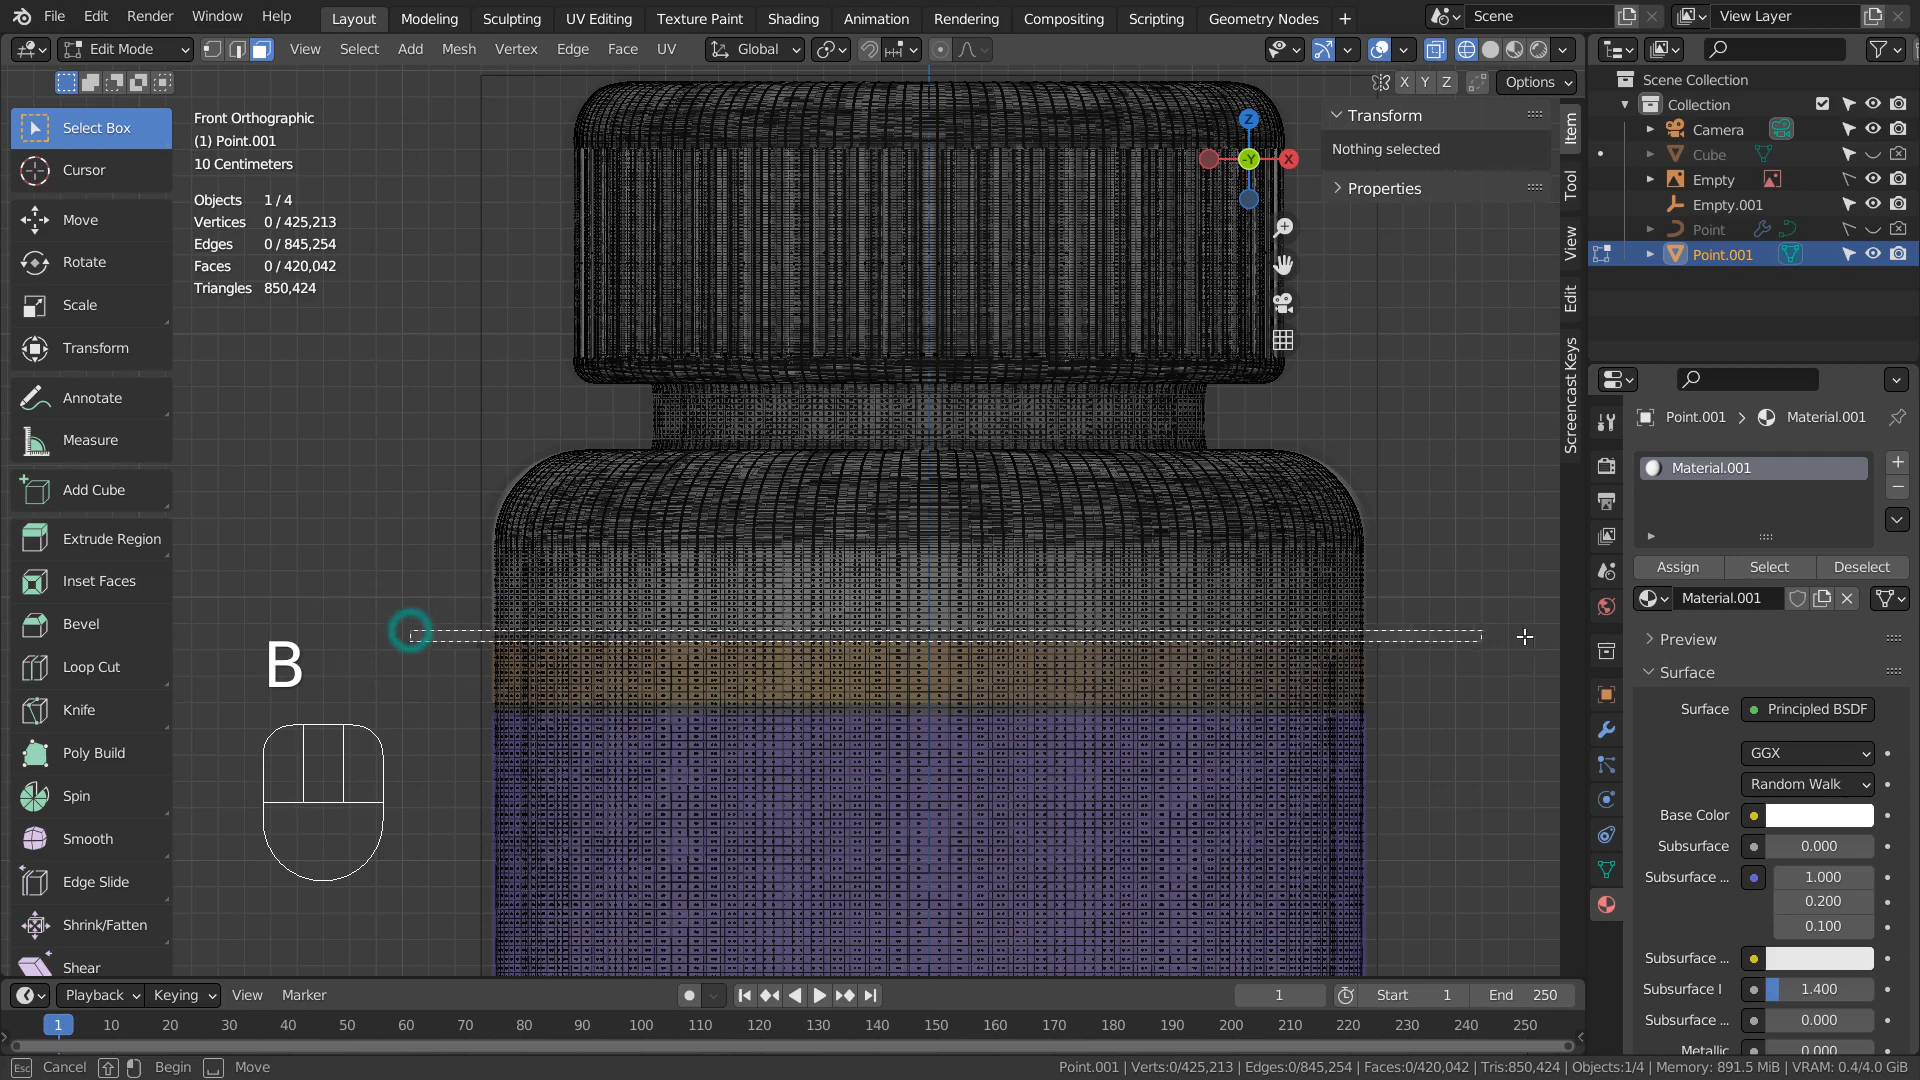 File Edit Render Window Help
Layout Modeling Sculpting UV Editing Texture Paint Shading Animation Rendering Compositing Scripting Geometry Nodes +
Scene
View Layer
Edit Mode View Select Add Mesh Vertex Edge Face UV Global
X Y Z Options
Select Box
Cursor
Move
Rotate
Scale
Transform
Annotate
Measure
Add Cube
Extrude Region
Inset Faces
Bevel
Loop Cut
Knife
Poly Build
Spin
Smooth
Edge Slide
Shrink/Fatten
Shear
Front Orthographic
(1) Point.001
10 Centimeters
Objects 1 / 4
Vertices 0 / 425,213
Edges 0 / 845,254
Faces 0 / 420,042
Triangles 850,424
B
Z
-Y
X
Transform
Nothing selected
Properties
Item
Tool
View
Edit
Screencast Keys
Scene Collection
Collection
Camera
Cube
Empty
Empty.001
Point
Point.001
Point.001 > Material.001
Material.001
Assign Select Deselect
Material.001
Preview
Surface
Surface Principled BSDF
GGX
Random Walk
Base Color
Subsurface 0.000
Subsurface ... 1.000
0.200
0.100
Subsurface ...
Subsurface I 1.400
Subsurface ... 0.000
Metallic 0.000
Playback Keying View Marker
1 Start 1 End 250
1 10 20 30 40 50 60 70 80 90 100 110 120 130 140 150 160 170 180 190 200 210 220 230 240 250
Esc Cancel Begin Move
Point.001 | Verts:0/425,213 | Edges:0/845,254 | Faces:0/420,042 | Tris:850,424 | Objects:1/4 | Memory: 891.5 MiB | VRAM: 0.4/4.0 GiB